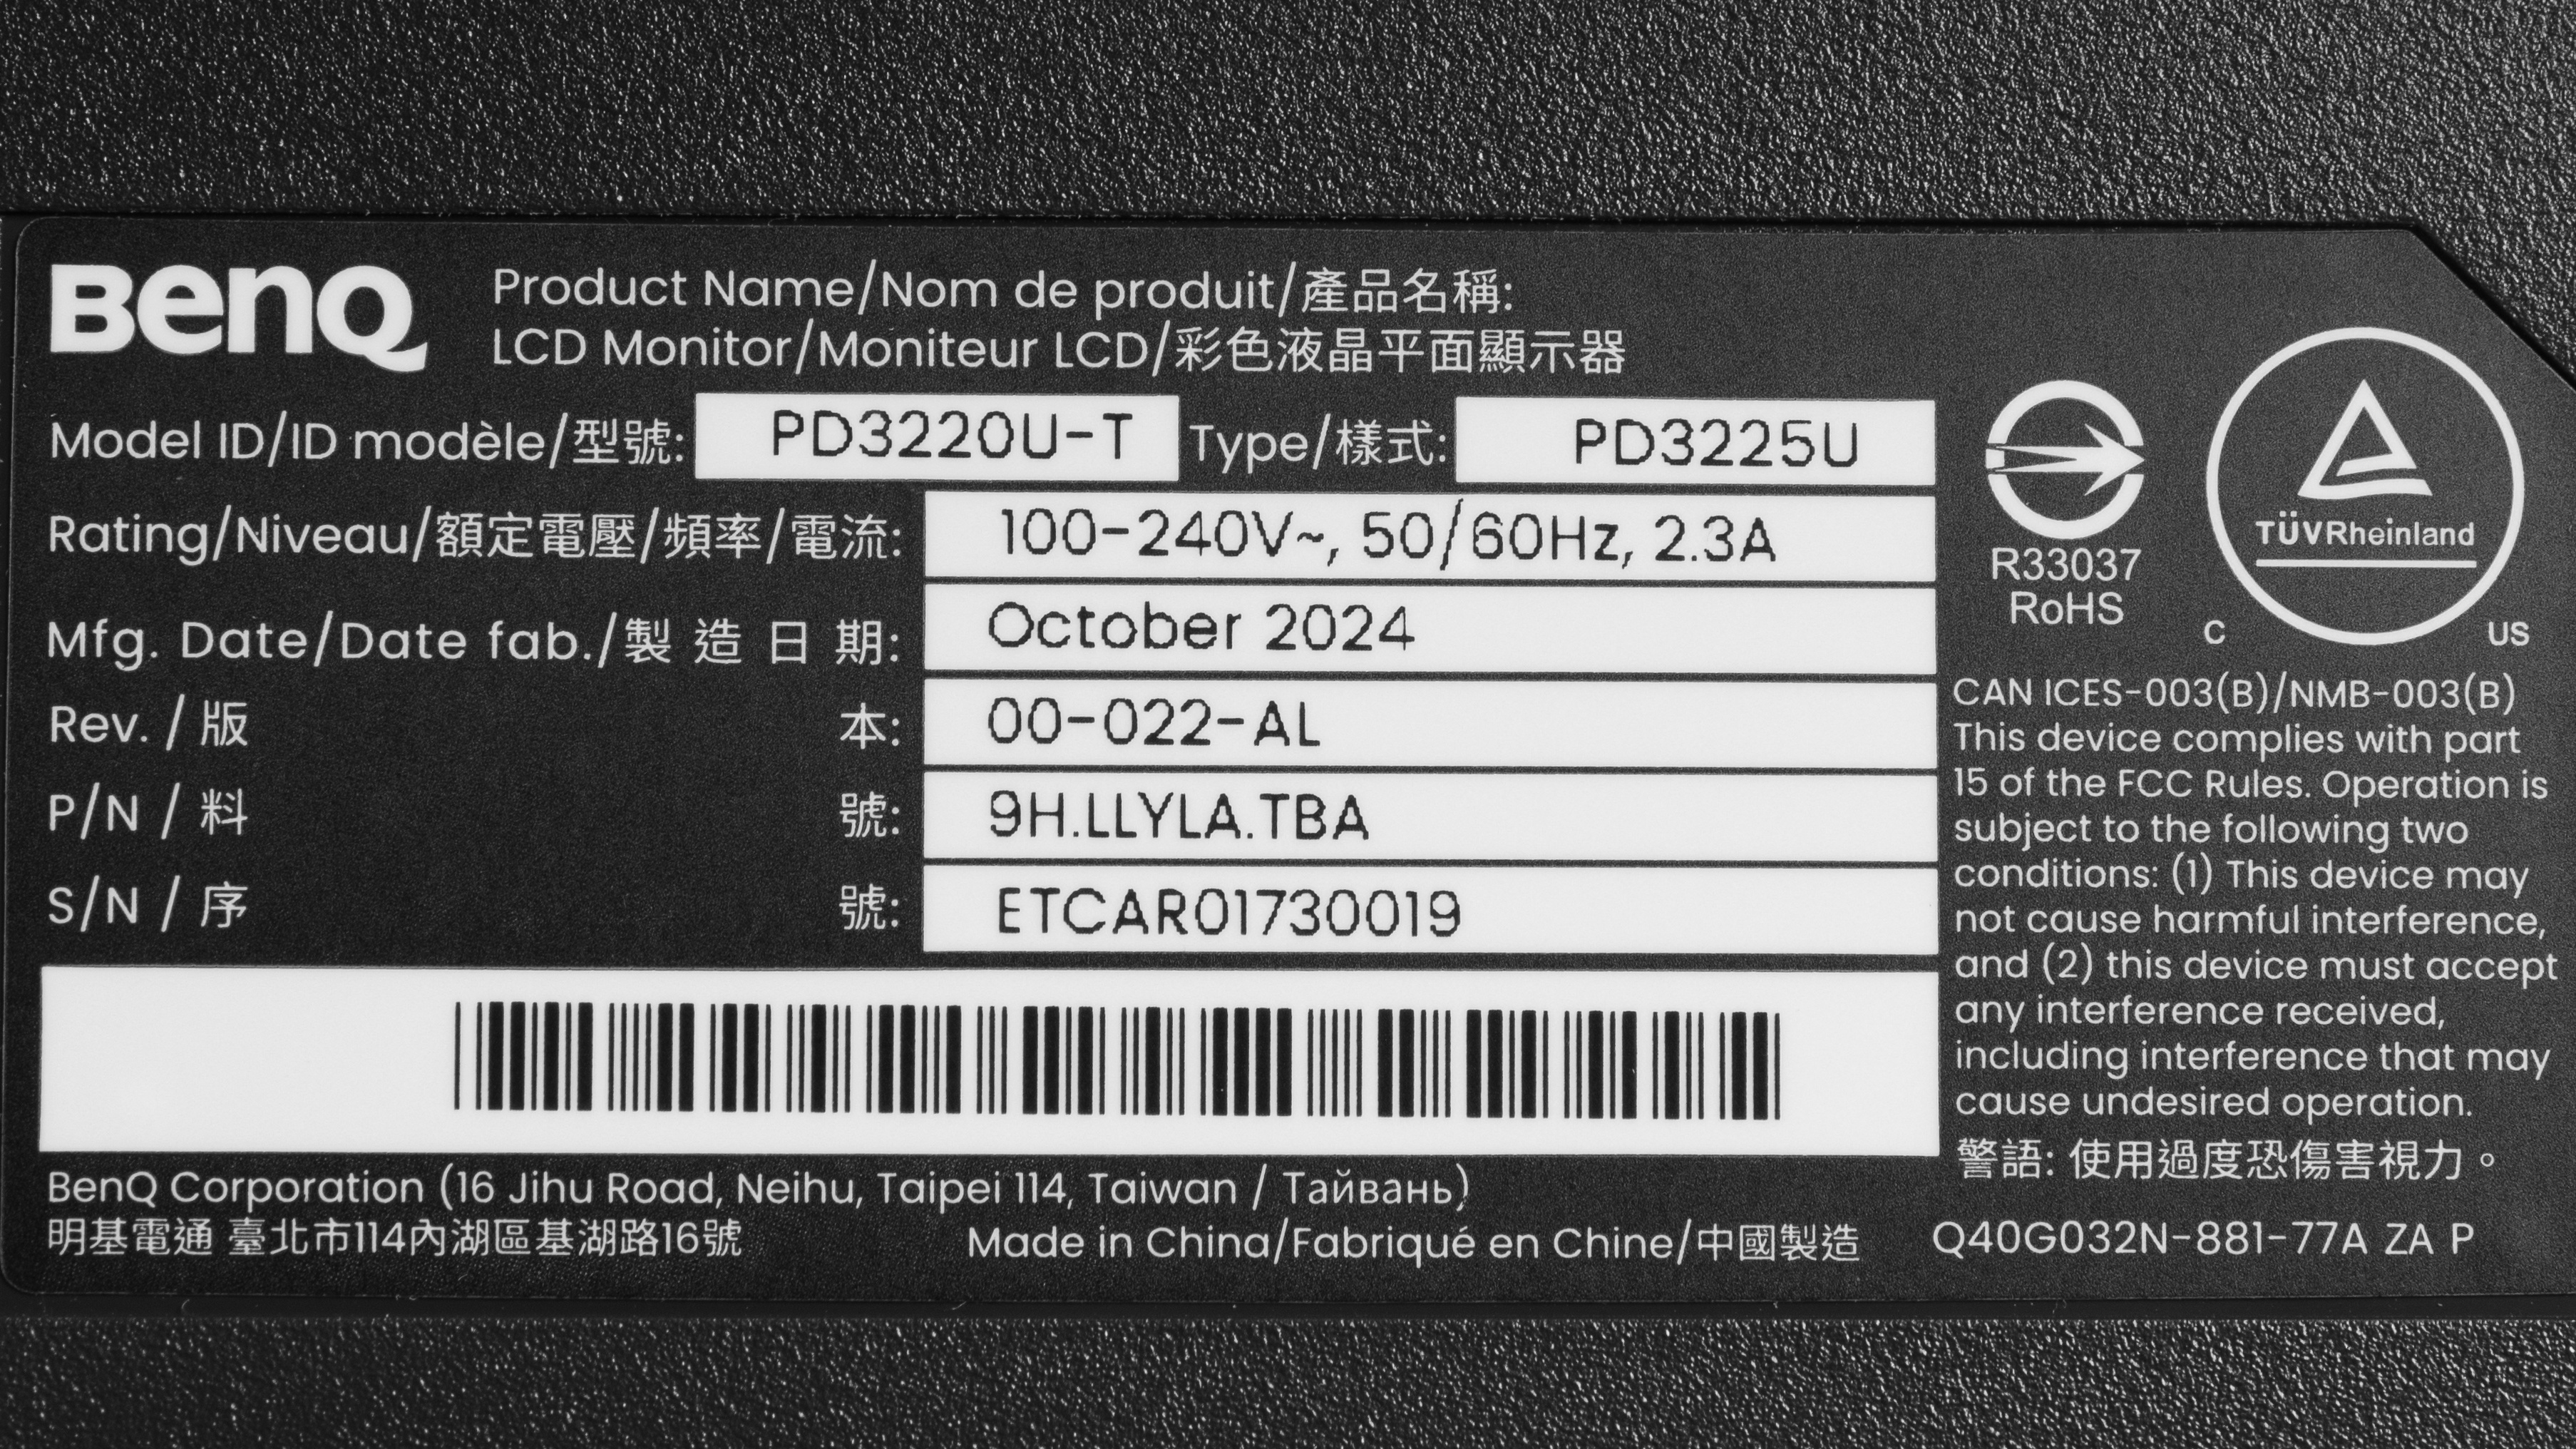 BenQ
Product Name/Nom de produit/產品名稱:
LCD Monitor/Moniteur LCD/彩色液晶平面顯示器
Model ID/ID modèle/型號: PD3220U-T Type/樣式: PD3225U
Rating/Niveau/額定電壓/頻率/電流: 100-240V~, 50/60Hz, 2.3A
Mfg. Date/Date fab./製 造 日 期: October 2024
Rev. / 版 本: 00-022-AL
P/N / 料 號: 9H.LLYLA.TBA
S/N / 序 號: ETCAR01730019
BenQ Corporation (16 Jihu Road, Neihu, Taipei 114, Taiwan / Тайвань)
明基電通 臺北市114內湖區基湖路16號
Made in China/Fabriqué en Chine/中國製造
R33037
RoHS
TÜVRheinland
C US
CAN ICES-003(B)/NMB-003(B)
This device complies with part
15 of the FCC Rules. Operation is
subject to the following two
conditions: (1) This device may
not cause harmful interference,
and (2) this device must accept
any interference received,
including interference that may
cause undesired operation.
警語: 使用過度恐傷害視力。
Q40G032N-881-77A ZA P